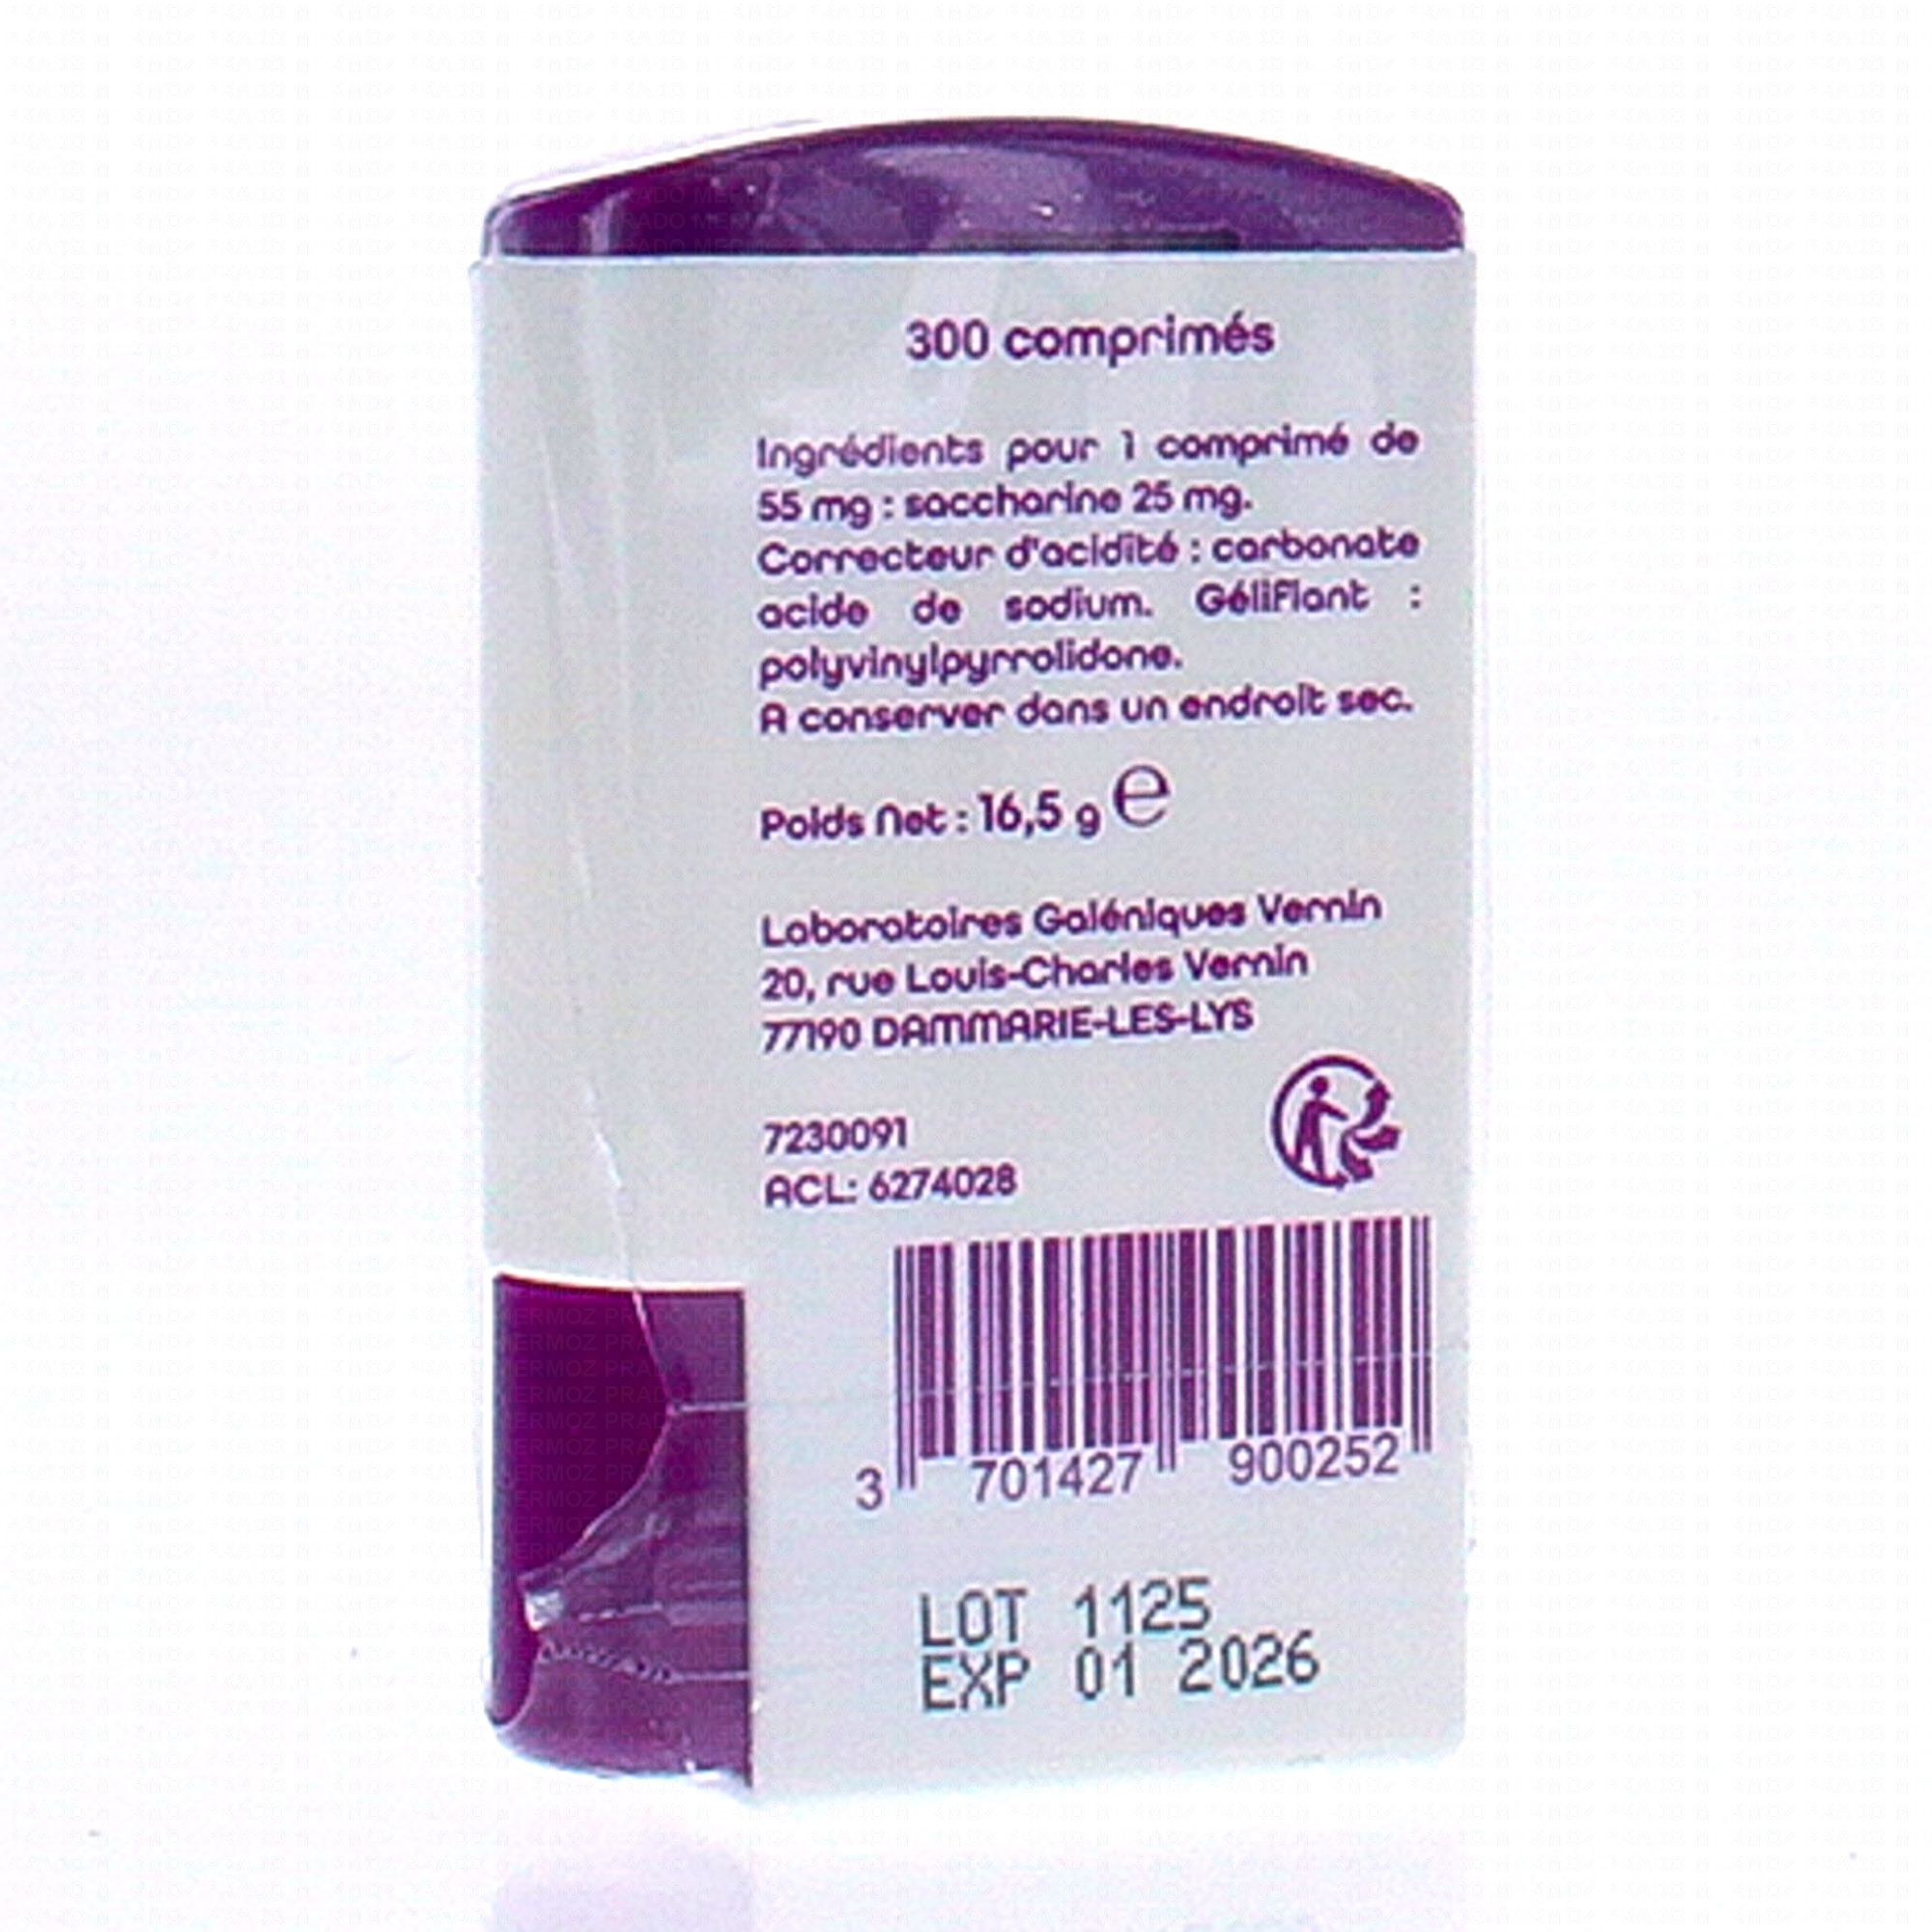 300 comprimés
Ingrédients pour 1 comprimé de
55 mg : saccharine 25 mg.
Correcteur d'acidité : carbonate
acide de sodium. Gélifiant :
polyvinylpyrrolidone.
A conserver dans un endroit sec.
Poids Net : 16,5 g e
Laboratoires Galéniques Vernin
20, rue Louis-Charles Vernin
77190 DAMMARIE-LES-LYS
7230091
ACL: 6274028
3 701427 900252
LOT 1125
EXP 01 2026